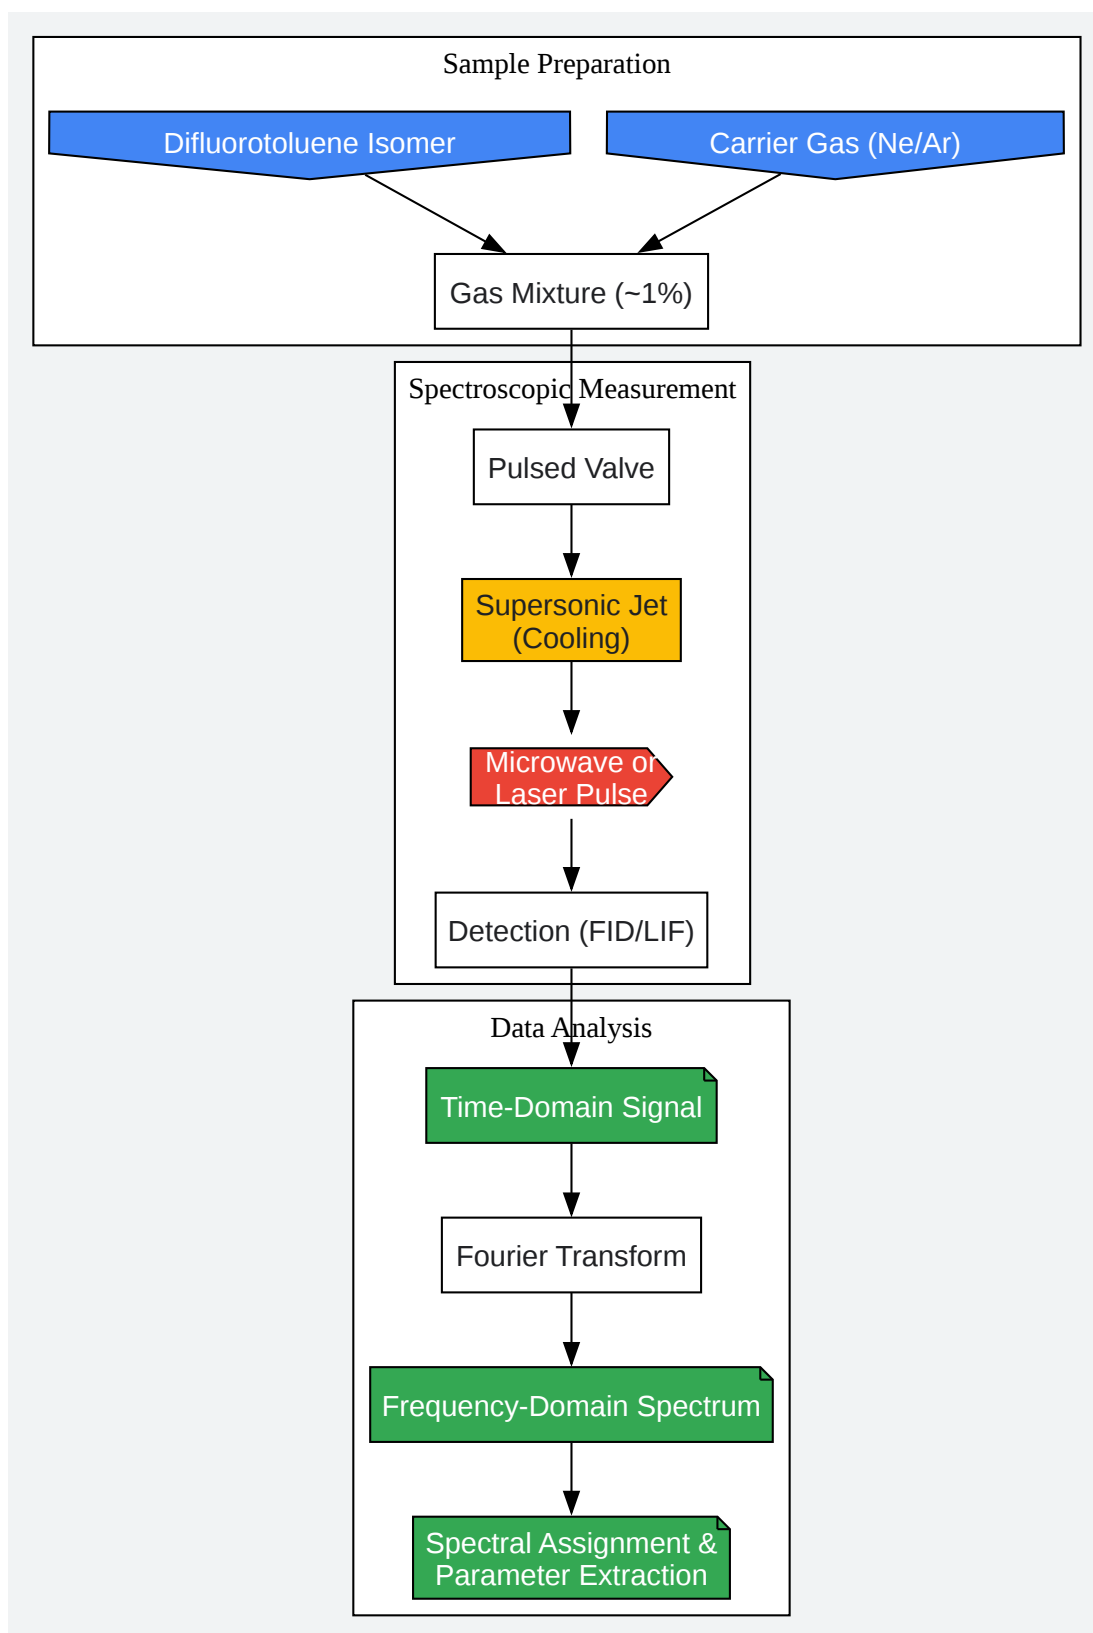 Sample Preparation
Difluorotoluene Isomer
Carrier Gas (Ne/Ar)
Gas Mixture (~1%)
Spectroscopic Measurement
Pulsed Valve
Supersonic Jet
(Cooling)
Microwave or
Laser Pulse
Detection (FID/LIF)
Data Analysis
Time-Domain Signal
Fourier Transform
Frequency-Domain Spectrum
Spectral Assignment &
Parameter Extraction